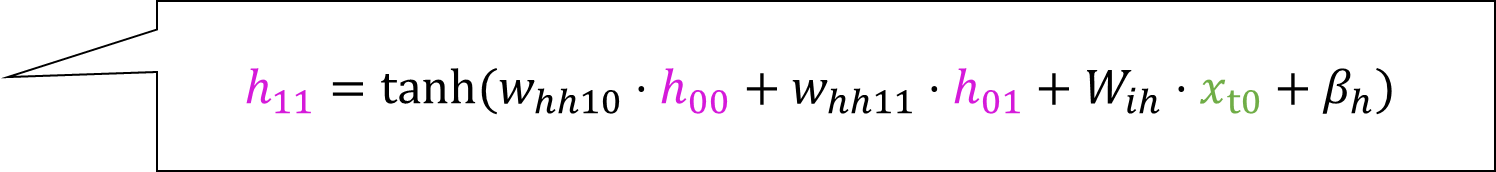 h₁₁ = tanh(w_hh10 · h₀₀ + w_hh11 · h₀₁ + W_ih · x_t0 + β_h)